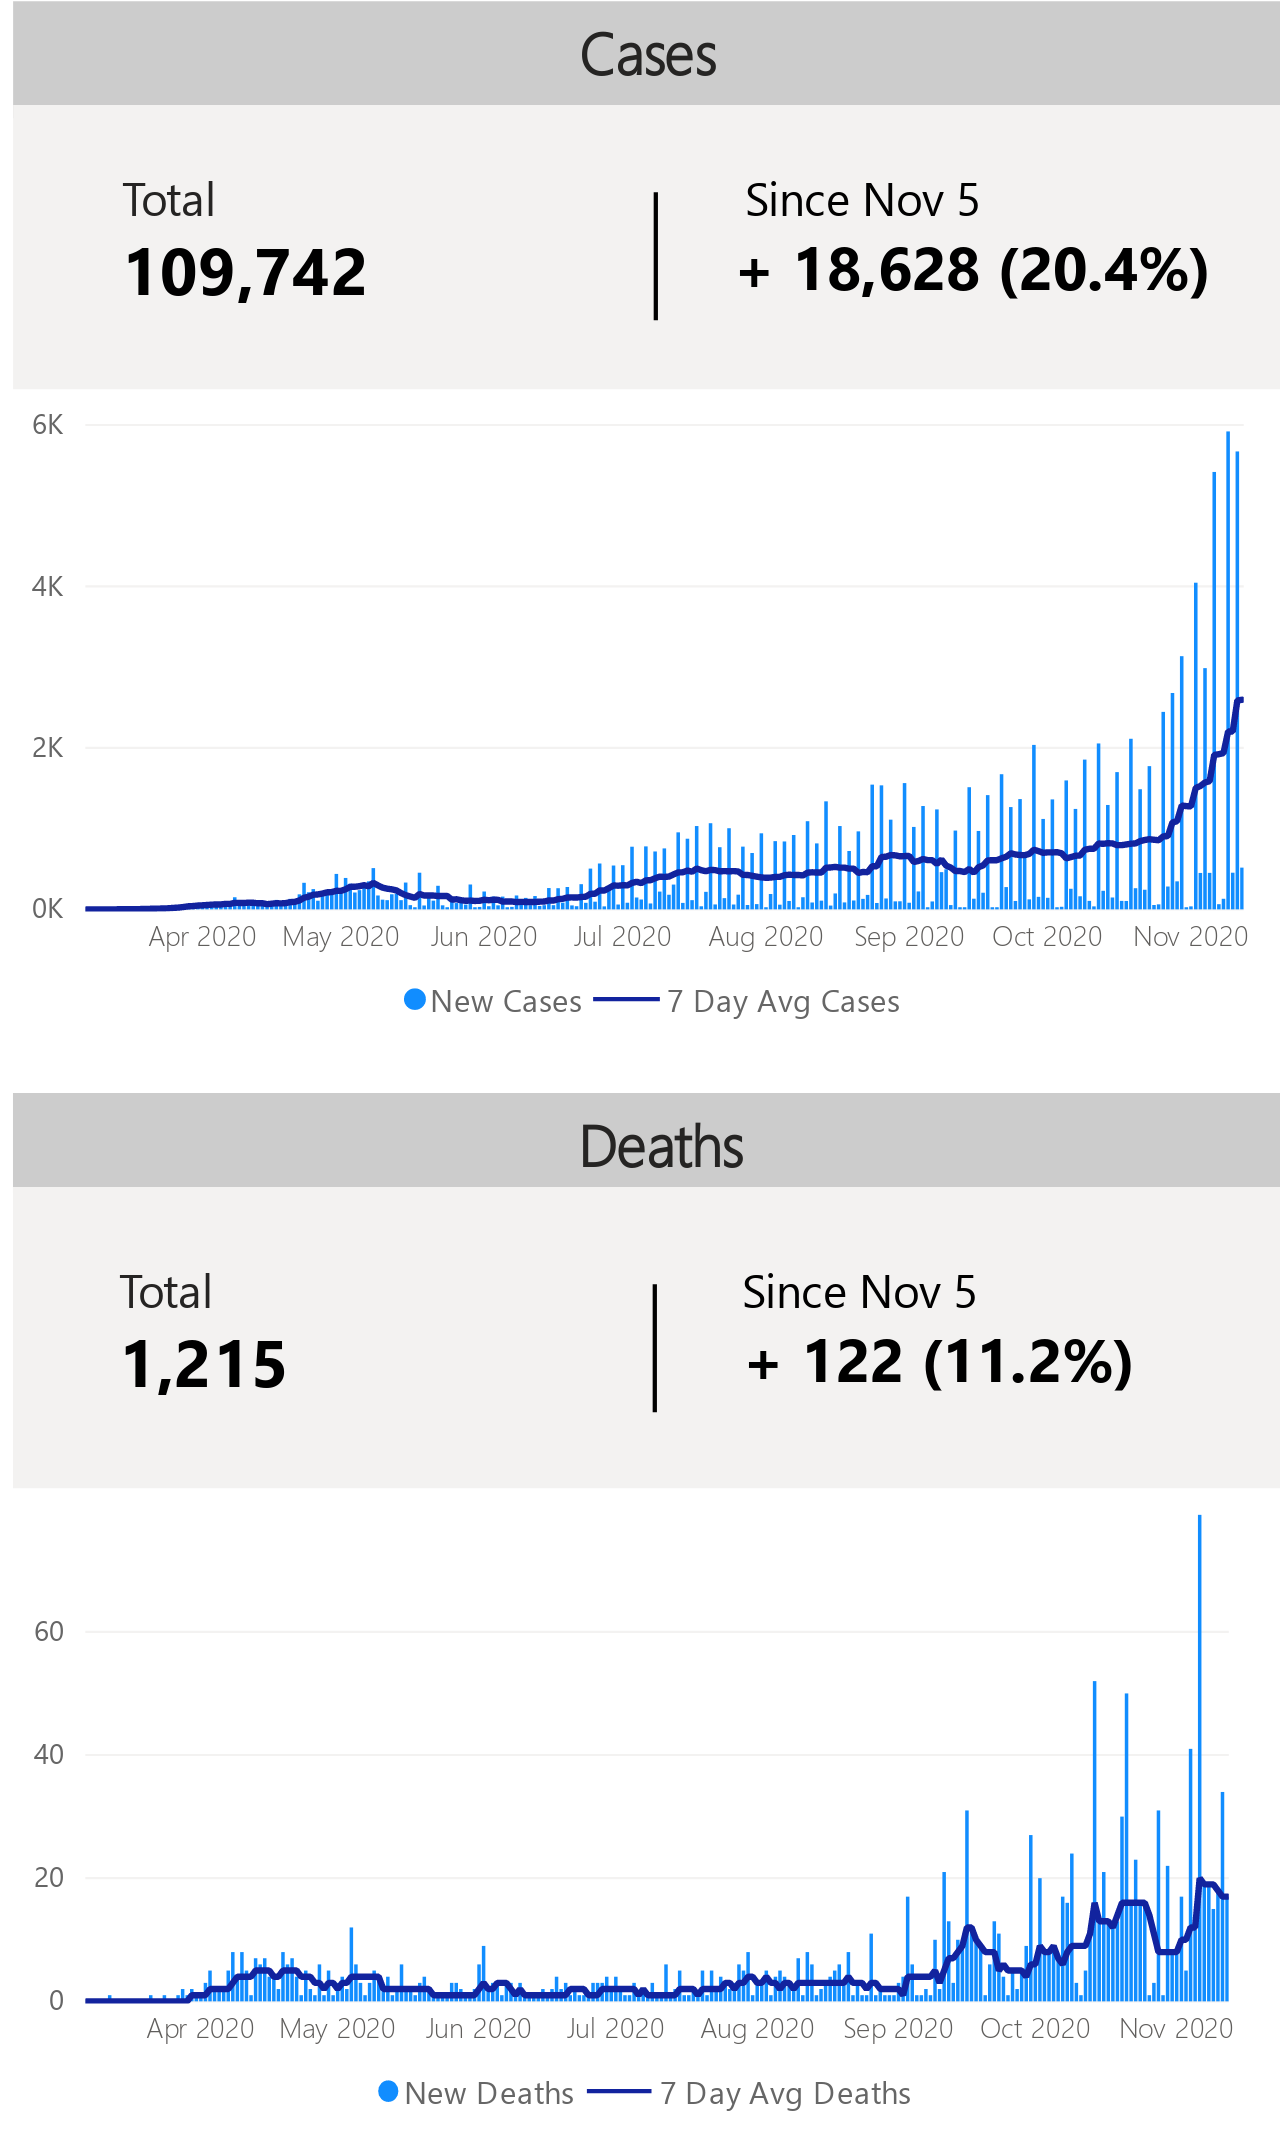 Cases
Total
Since Nov 5
109,742
+ 18,628 (20.4%)
6K
4K
2K
0K
Apr 2020 May 2020 Jun 2020 Jul 2020 Aug 2020 Sep 2020 Oct 2020 Nov 2020
New Cases 7 Day Avg Cases
Deaths
Total
Since Nov 5
1,215
+ 122 (11.2%)
60
40
20
0
Apr 2020 May 2020 Jun 2020 Jul 2020 Aug 2020 Sep 2020 Oct 2020 Nov 2020
New Deaths 7 Day Avg Deaths